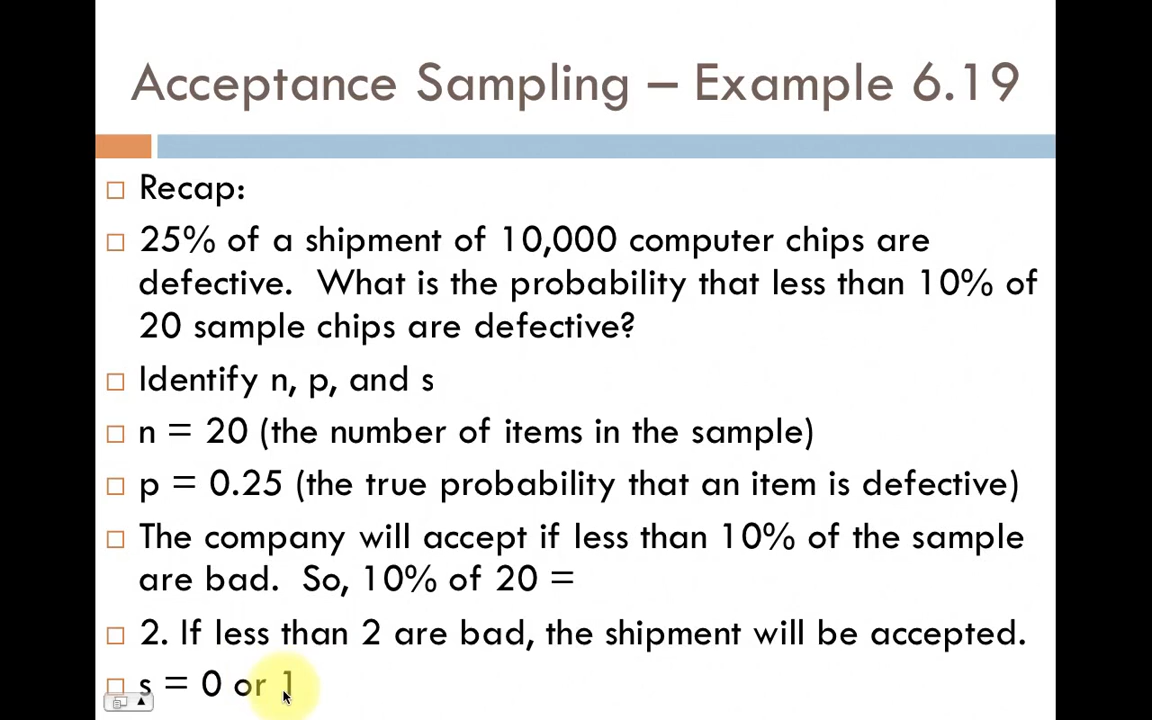 Acceptance Sampling – Example 6.19
Recap:
25% of a shipment of 10,000 computer chips are
defective.  What is the probability that less than 10% of
20 sample chips are defective?
Identify n, p, and s
n = 20 (the number of items in the sample)
p = 0.25 (the true probability that an item is defective)
The company will accept if less than 10% of the sample
are bad.  So, 10% of 20 =
2. If less than 2 are bad, the shipment will be accepted.
s = 0 or 1